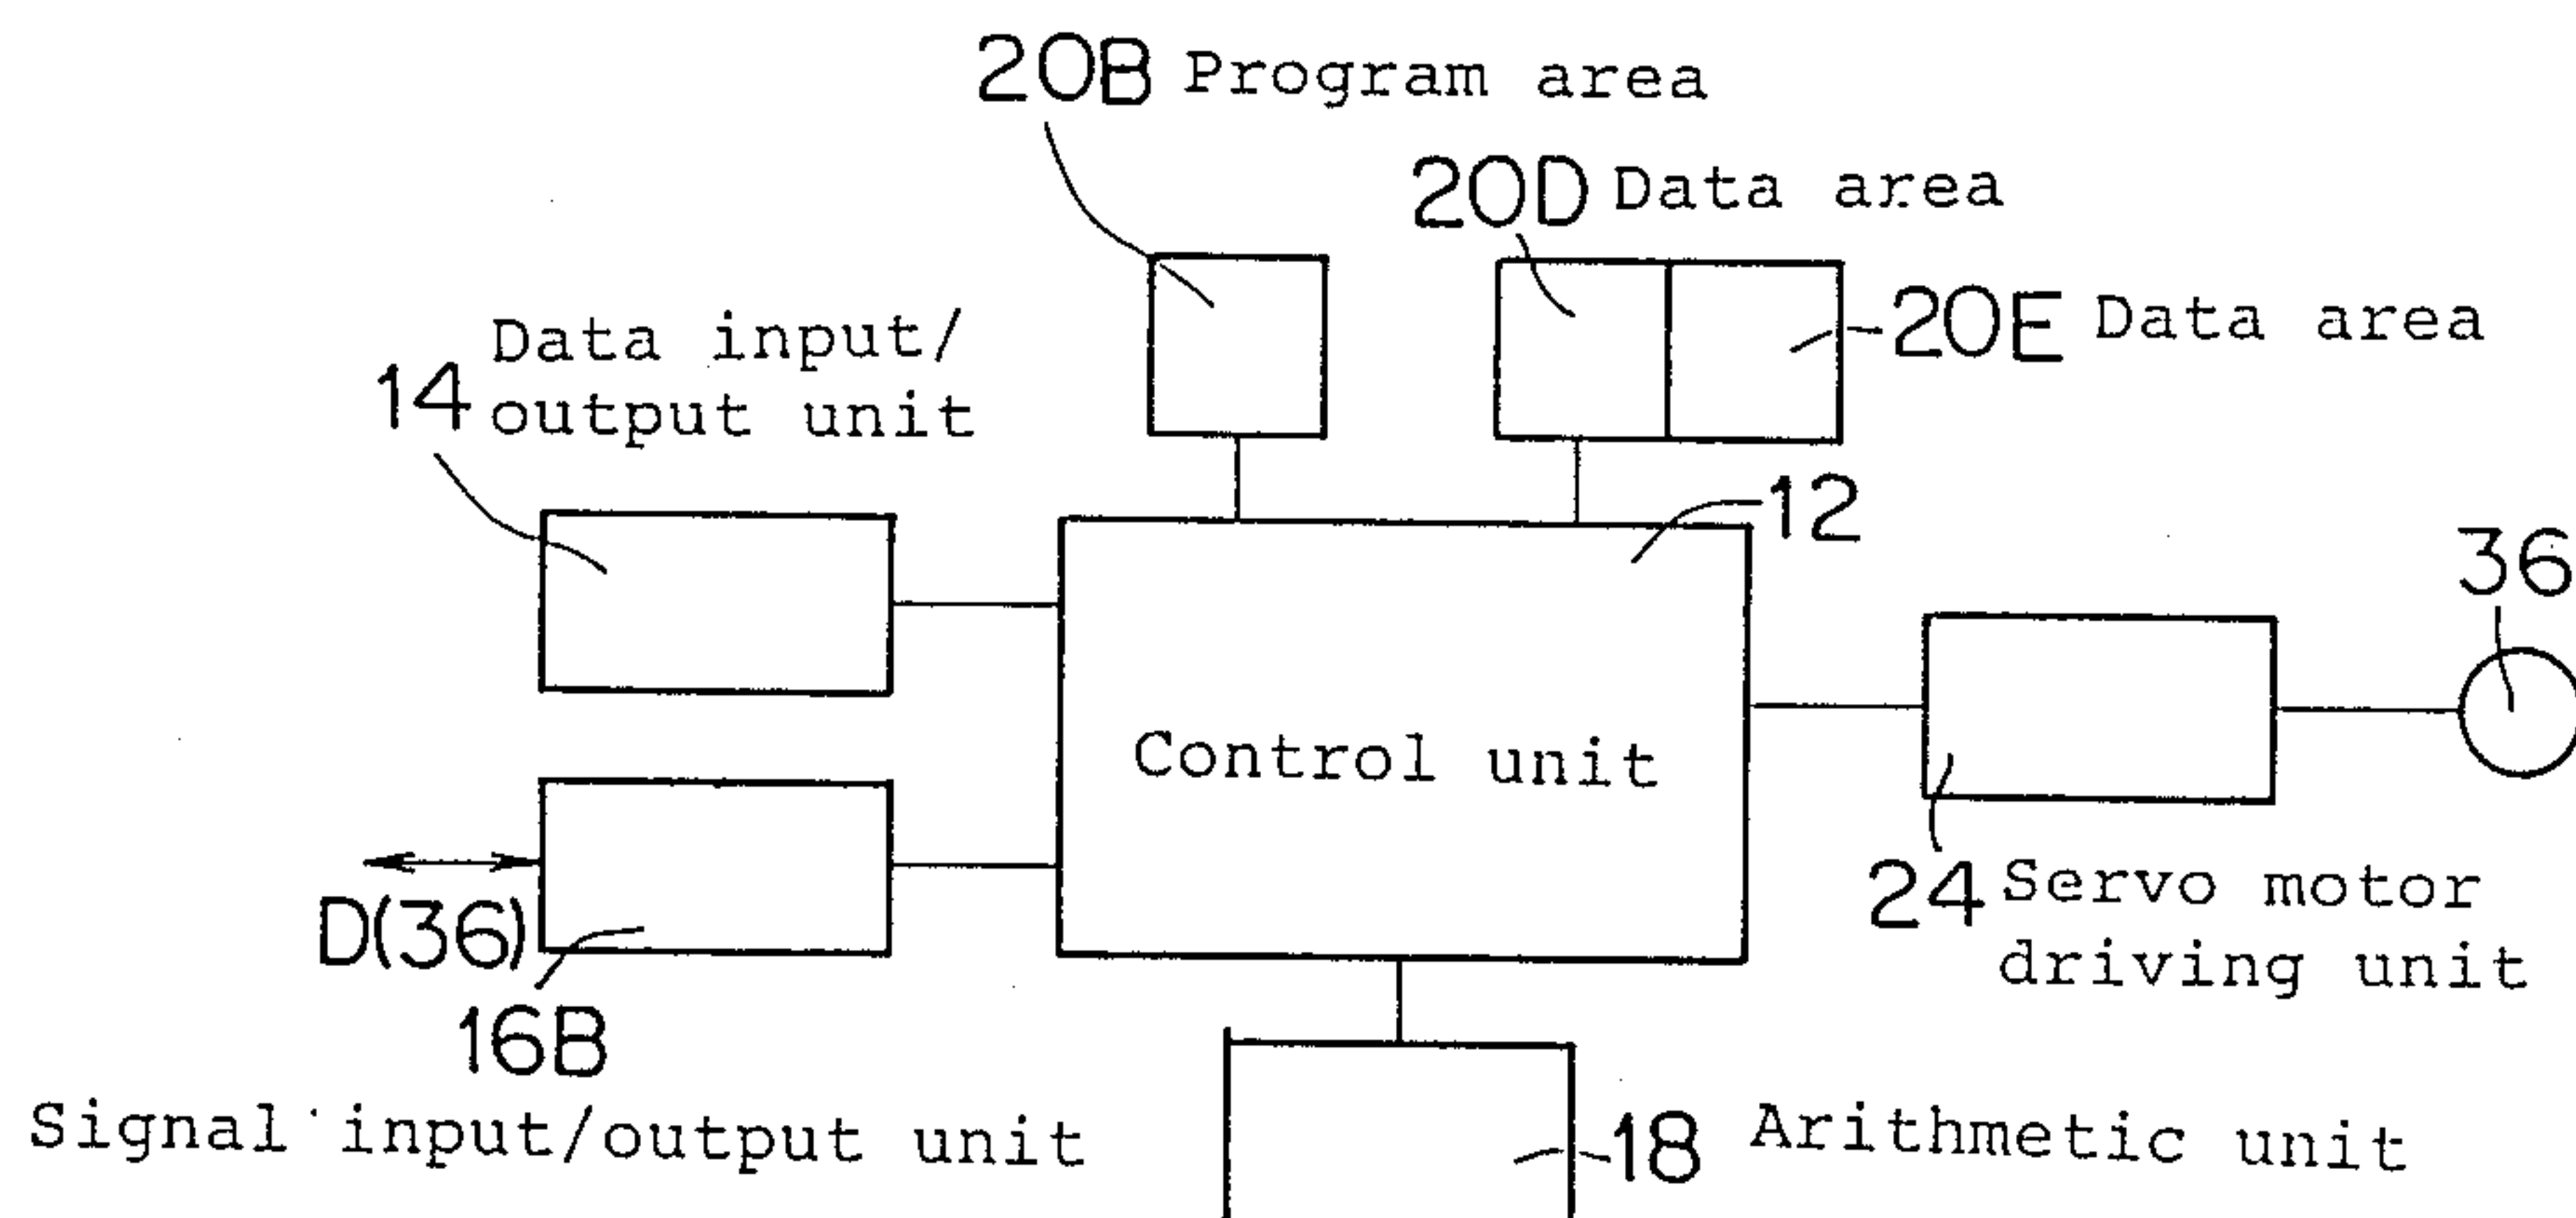 20B Program area
20D Data area
20E Data area
Data input/
14 output unit
12
36
Control unit
D(36)
24 Servo motor
driving unit
16B
Signal input/output unit
18 Arithmetic unit